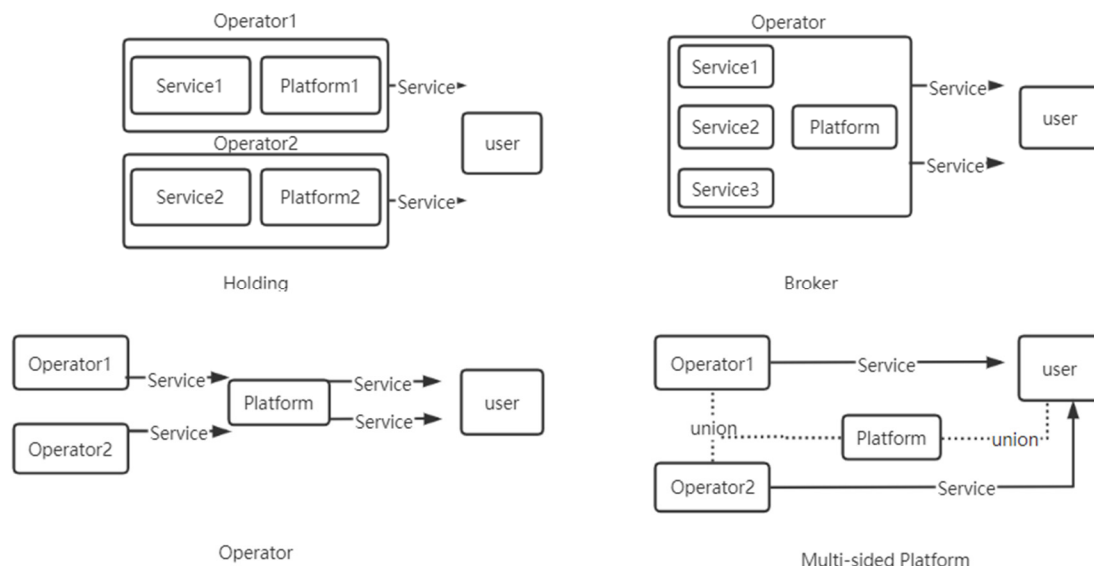 Operator1
Service1
Platform1
Service
Operator2
Service2
Platform2
Service
user
Holding
Operator
Service1
Service2
Service3
Platform
Service
Service
user
Broker
Operator1
Operator2
Service
Service
Platform
Service
Service
user
Operator
Operator1
Service
user
union
Platform
union
Operator2
Service
Multi-sided Platform